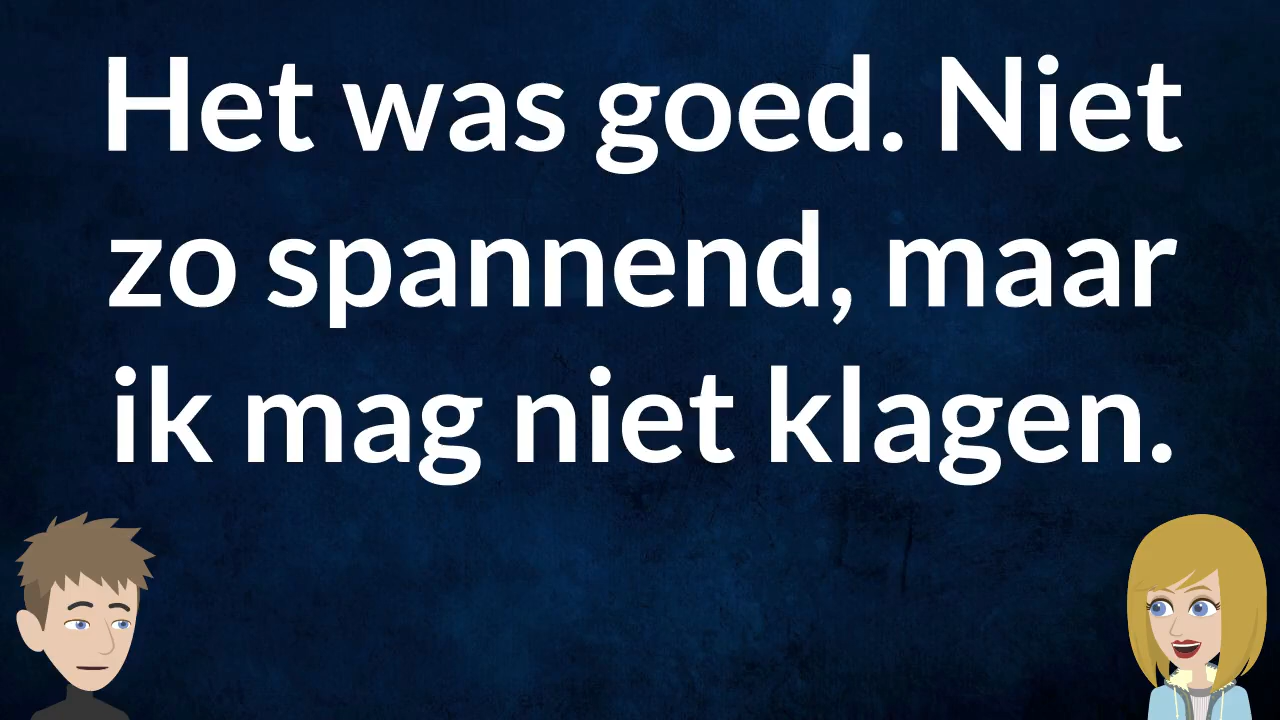 Het was goed. Niet
zo spannend, maar
ik mag niet klagen.